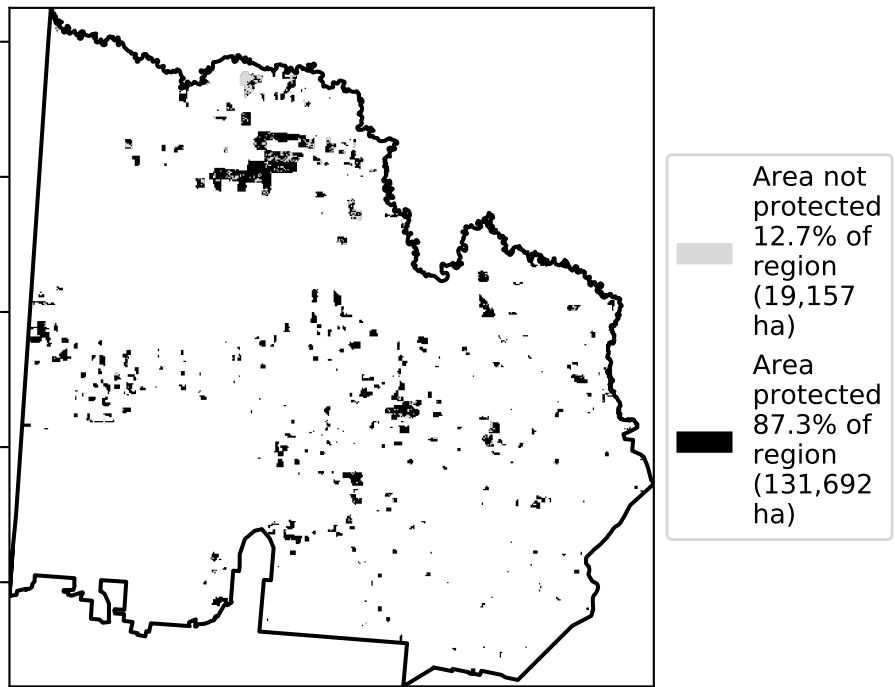 Area not
protected
12.7% of
region
(19,157
ha)
Area
protected
87.3% of
region
(131,692
ha)